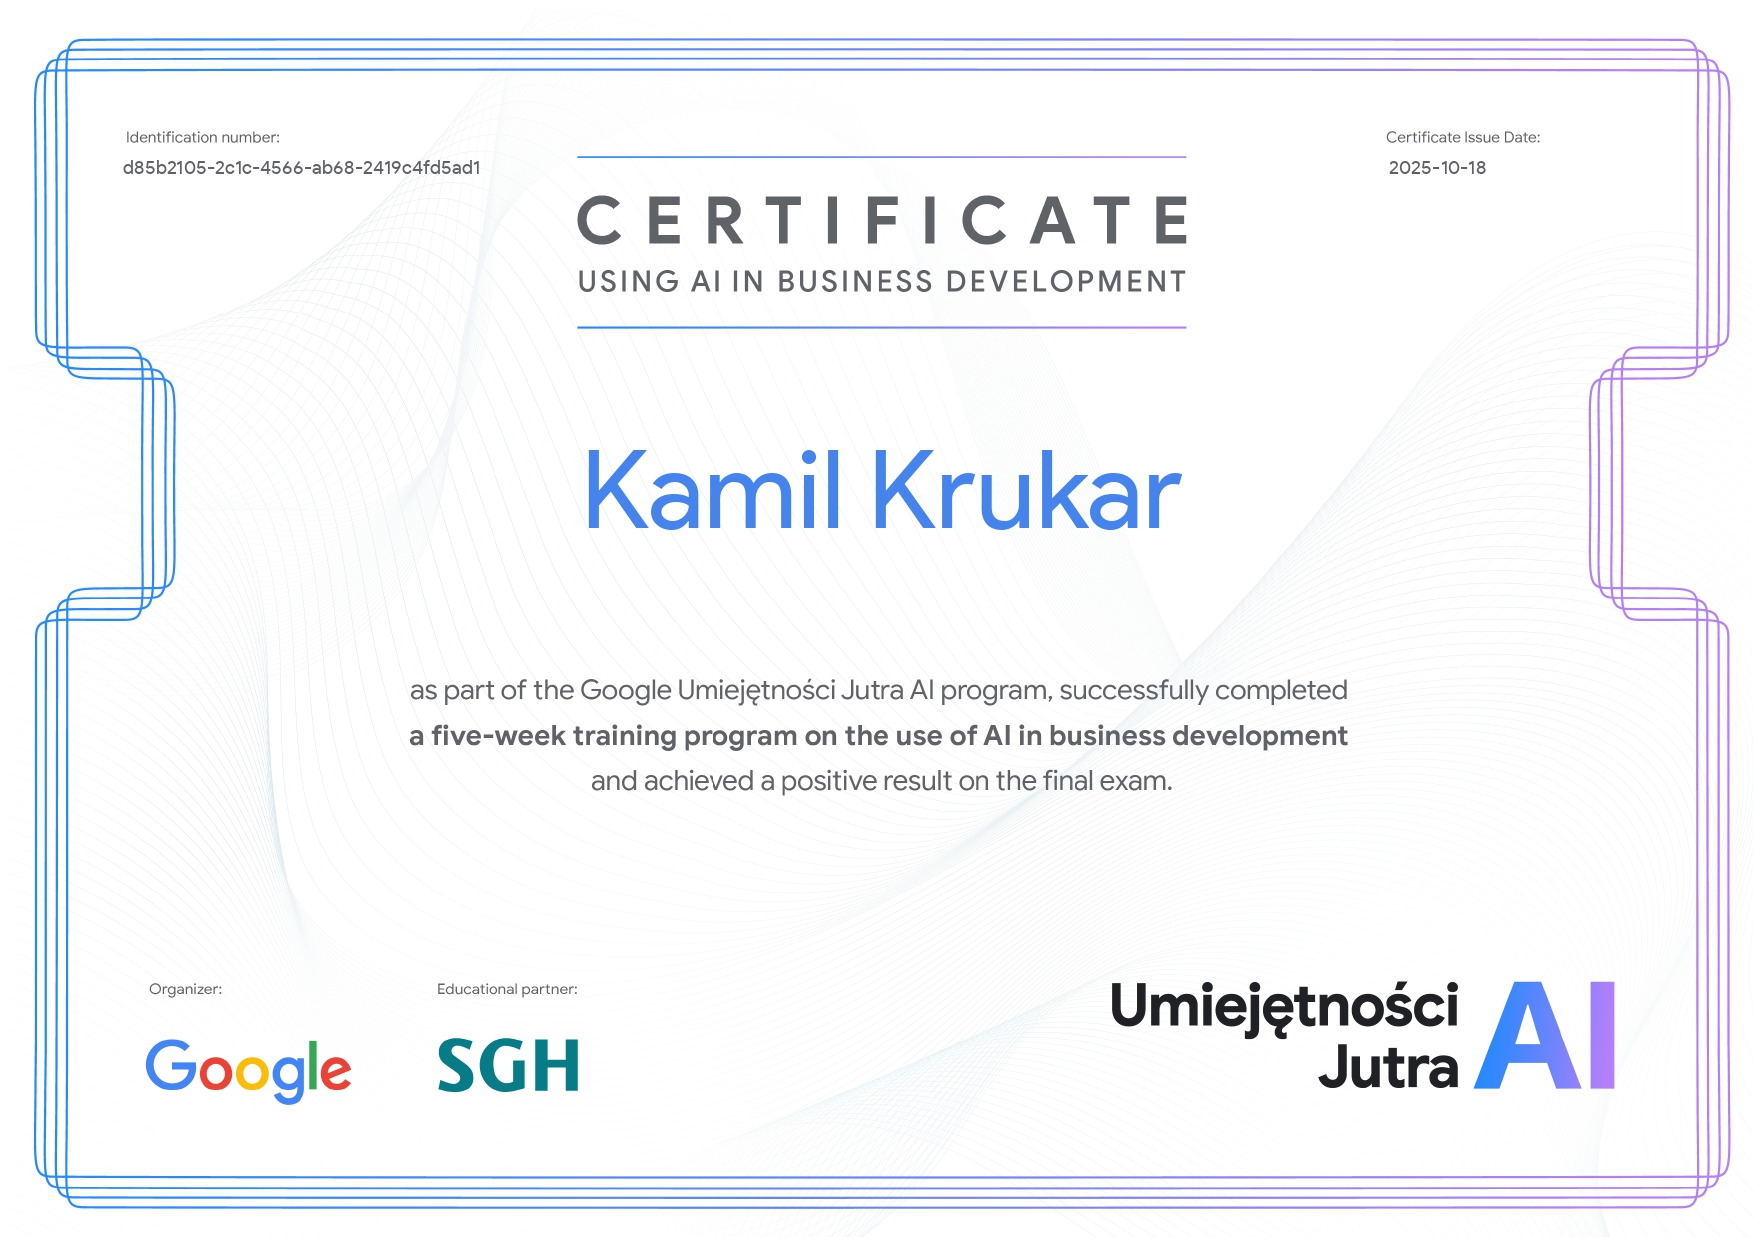 Identification number:
d85b2105-2c1c-4566-ab68-2419c4fd5ad1
Certificate Issue Date:
2025-10-18
CERTIFICATE
USING AI IN BUSINESS DEVELOPMENT
Kamil Krukar
as part of the Google Umiejętności Jutra AI program, successfully completed
a five-week training program on the use of AI in business development
and achieved a positive result on the final exam.
Organizer:
Google
Educational partner:
SGH
Umiejętności
Jutra AI